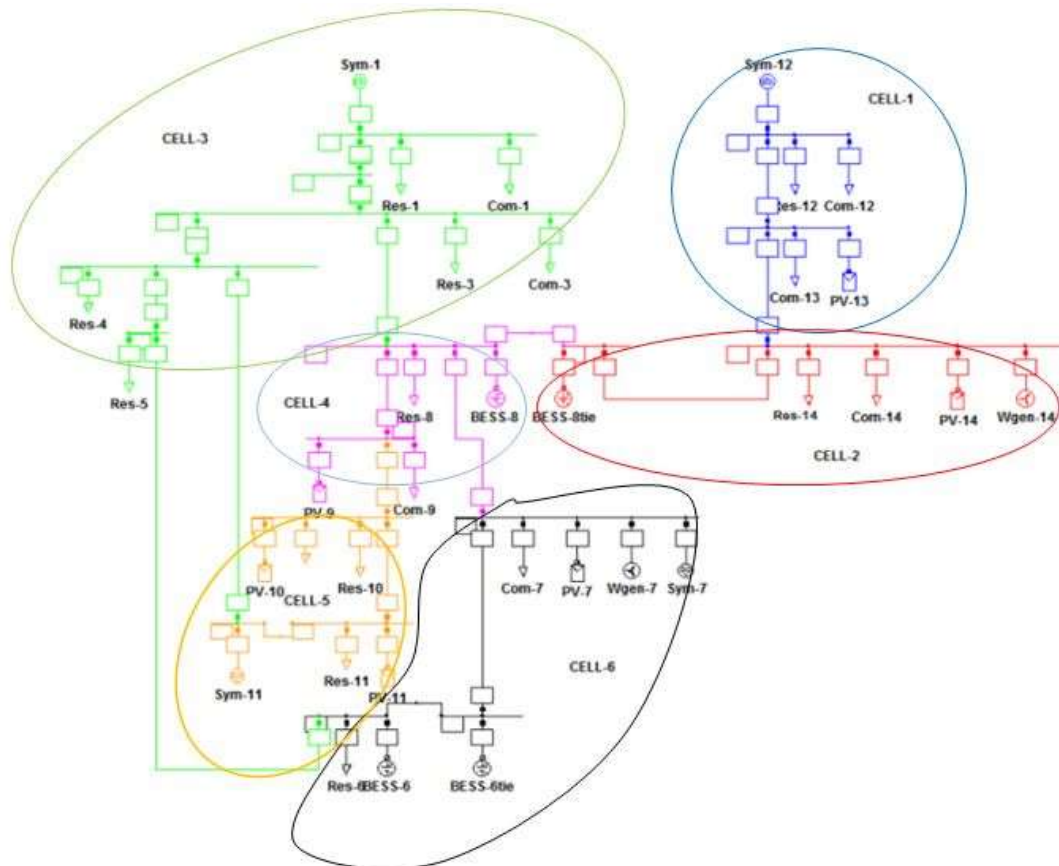 Sym-1
Sym-12
CELL-1
CELL-3
Res-1
Com-1
Res-12
Com-12
Res-3
Com-3
Com-13
PV-13
Res-4
Res-5
CELL-4
Res-8
BESS-8
BESS-8tie
Res-14
Com-14
PV-14
Wgen-14
CELL-2
PV-9
Com-9
PV-10
Res-10
Com-7
PV-7
Wgen-7
Sym-7
CELL-5
Sym-11
Res-11
PV-11
CELL-6
Res-6
BESS-6
BESS-6tie